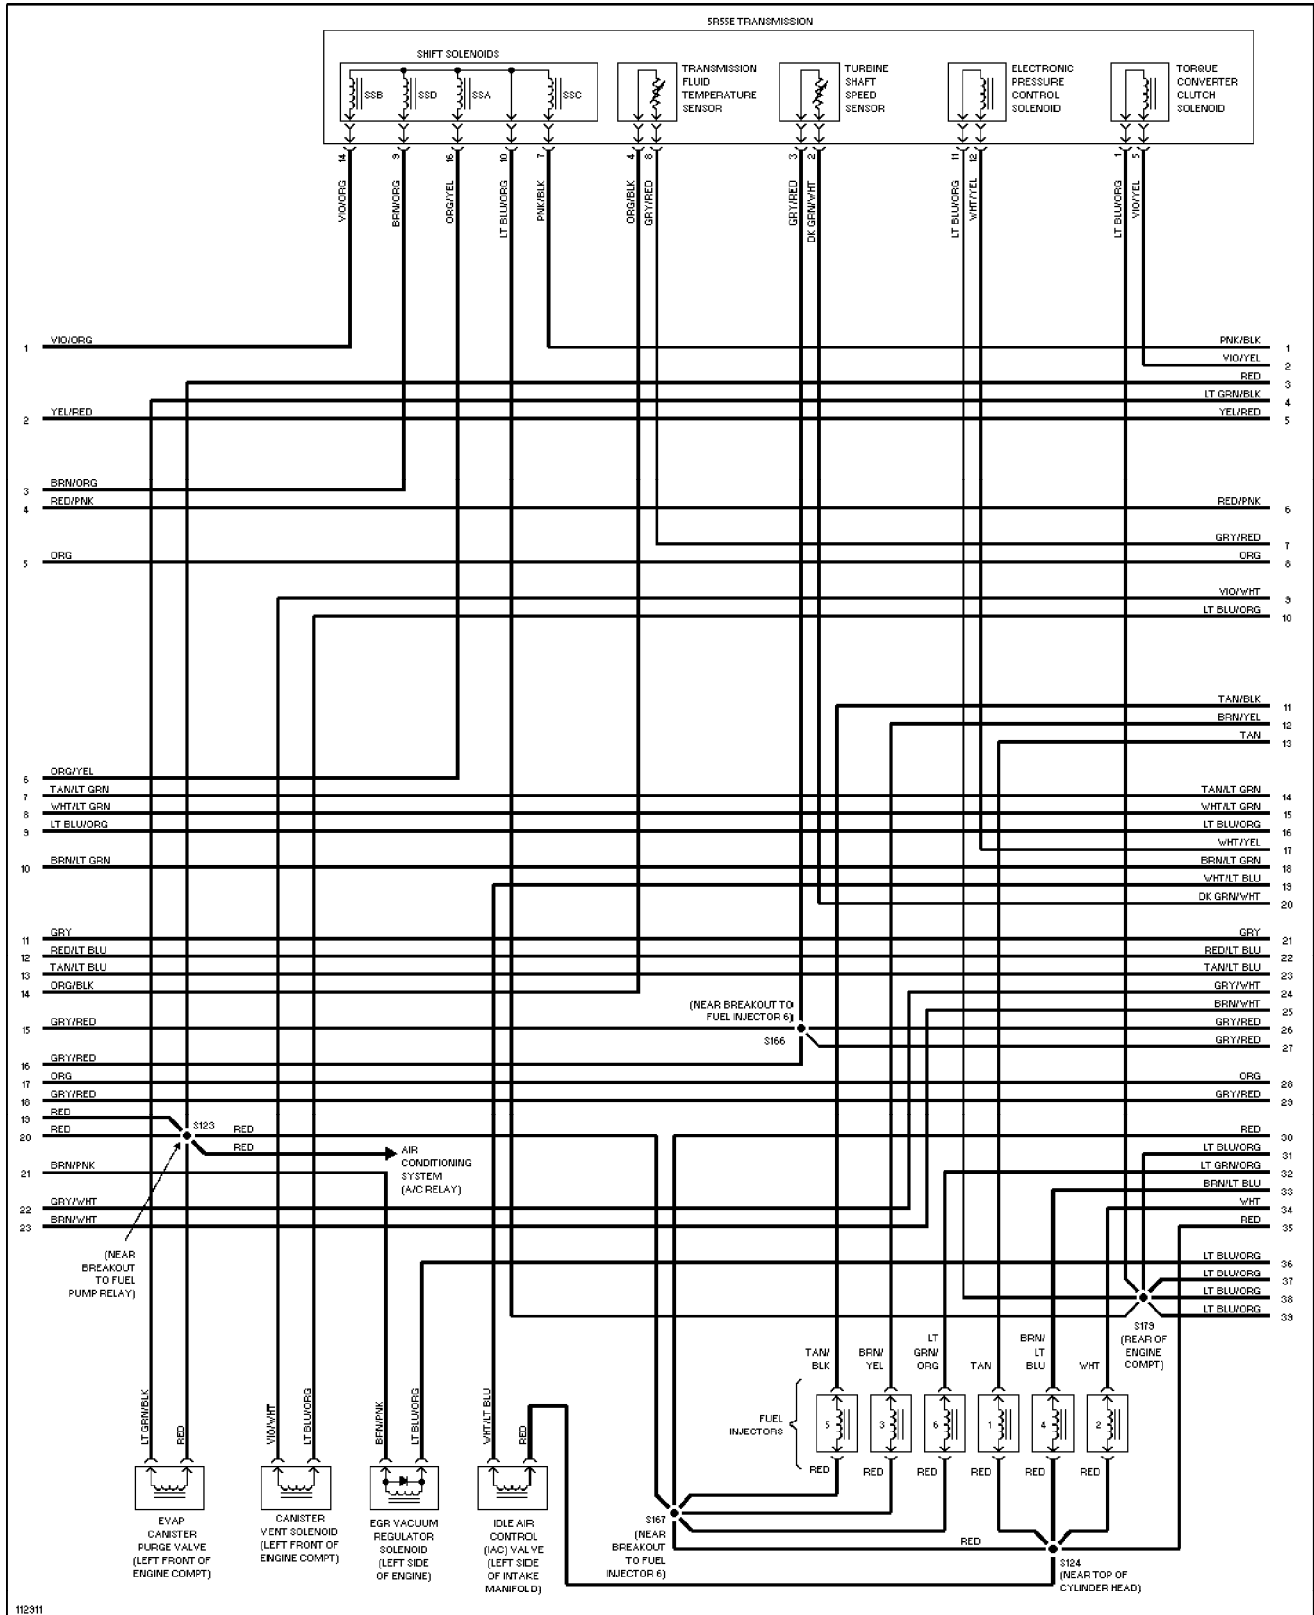 5R55E TRANSMISSION
SHIFT SOLENOIDS
SSB
SSD
SSA
SSC
TRANSMISSION
FLUID
TEMPERATURE
SENSOR
TURBINE
SHAFT
SPEED
SENSOR
ELECTRONIC
PRESSURE
CONTROL
SOLENOID
TORQUE
CONVERTER
CLUTCH
SOLENOID
14
9
16
10
7
4
8
3
2
11
12
1
5
VIO/ORG
BRN/ORG
ORG/YEL
LT BLU/ORG
PNK/BLK
ORG/BLK
GRY/RED
GRY/RED
DK GRN/WHT
LT BLU/ORG
WHT/YEL
LT BLU/ORG
VIO/YEL
1 VIO/ORG
PNK/BLK 1
VIO/YEL 2
RED 3
LT GRN/BLK 4
2 YEL/RED
YEL/RED 5
3 BRN/ORG
4 RED/PNK
RED/PNK 6
GRY/RED 7
5 ORG
ORG 8
VIO/WHT 9
LT BLU/ORG 10
TAN/BLK 11
BRN/YEL 12
TAN 13
6 ORG/YEL
7 TAN/LT GRN
TAN/LT GRN 14
8 WHT/LT GRN
WHT/LT GRN 15
9 LT BLU/ORG
LT BLU/ORG 16
WHT/YEL 17
10 BRN/LT GRN
BRN/LT GRN 18
WHT/LT BLU 19
DK GRN/WHT 20
11 GRY
GRY 21
12 RED/LT BLU
RED/LT BLU 22
13 TAN/LT BLU
TAN/LT BLU 23
14 ORG/BLK
GRY/WHT 24
(NEAR BREAKOUT TO
FUEL INJECTOR 6)
BRN/WHT 25
15 GRY/RED
GRY/RED 26
S166
GRY/RED 27
16 GRY/RED
17 ORG
ORG 28
18 GRY/RED
GRY/RED 29
19 RED
S123
20 RED
RED
RED 30
RED
AIR
CONDITIONING
SYSTEM
(A/C RELAY)
LT BLU/ORG 31
21 BRN/PNK
LT GRN/ORG 32
BRN/LT BLU 33
22 GRY/WHT
WHT 34
23 BRN/WHT
RED 35
(NEAR
BREAKOUT
TO FUEL
PUMP RELAY)
LT BLU/ORG 36
LT BLU/ORG 37
LT BLU/ORG 38
LT BLU/ORG 39
S179
(REAR OF
ENGINE
COMPT)
TAN/
BLK
BRN/
YEL
LT
GRN/
ORG
TAN
BRN/
LT
BLU
WHT
FUEL
INJECTORS
5
3
6
1
4
2
RED
RED
RED
RED
RED
RED
LT GRN/BLK
RED
VIO/WHT
LT BLU/ORG
BRN/PNK
LT BLU/ORG
WHT/LT BLU
RED
EVAP
CANISTER
PURGE VALVE
(LEFT FRONT OF
ENGINE COMPT)
CANISTER
VENT SOLENOID
(LEFT FRONT OF
ENGINE COMPT)
EGR VACUUM
REGULATOR
SOLENOID
(LEFT SIDE
OF ENGINE)
IDLE AIR
CONTROL
(IAC) VALVE
(LEFT SIDE
OF INTAKE
MANIFOLD)
S167
(NEAR
BREAKOUT
TO FUEL
INJECTOR 6)
RED
S124
(NEAR TOP OF
CYLINDER HEAD)
112911